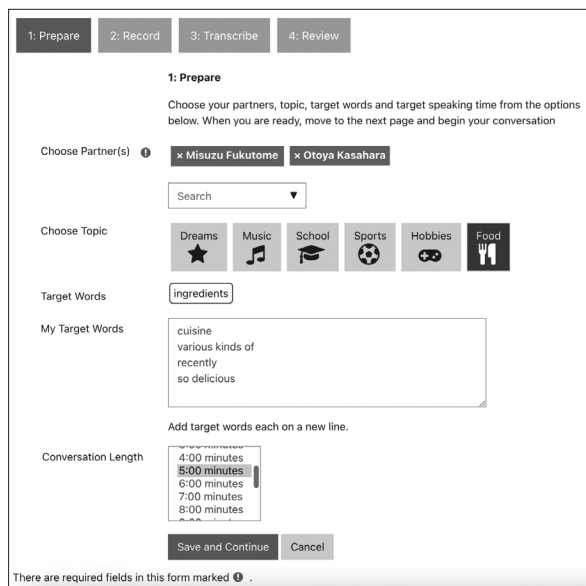 1: Prepare 2: Record 3: Transcribe 4: Review
1: Prepare
Choose your partners, topic, target words and target speaking time from the options
below. When you are ready, move to the next page and begin your conversation
Choose Partner(s) × Misuzu Fukutome × Otoya Kasahara
Search
Choose Topic Dreams Music School Sports Hobbies Food
Target Words ingredients
My Target Words cuisine
various kinds of
recently
so delicious
Add target words each on a new line.
Conversation Length
4:00 minutes
5:00 minutes
6:00 minutes
7:00 minutes
8:00 minutes
Save and Continue Cancel
There are required fields in this form marked .